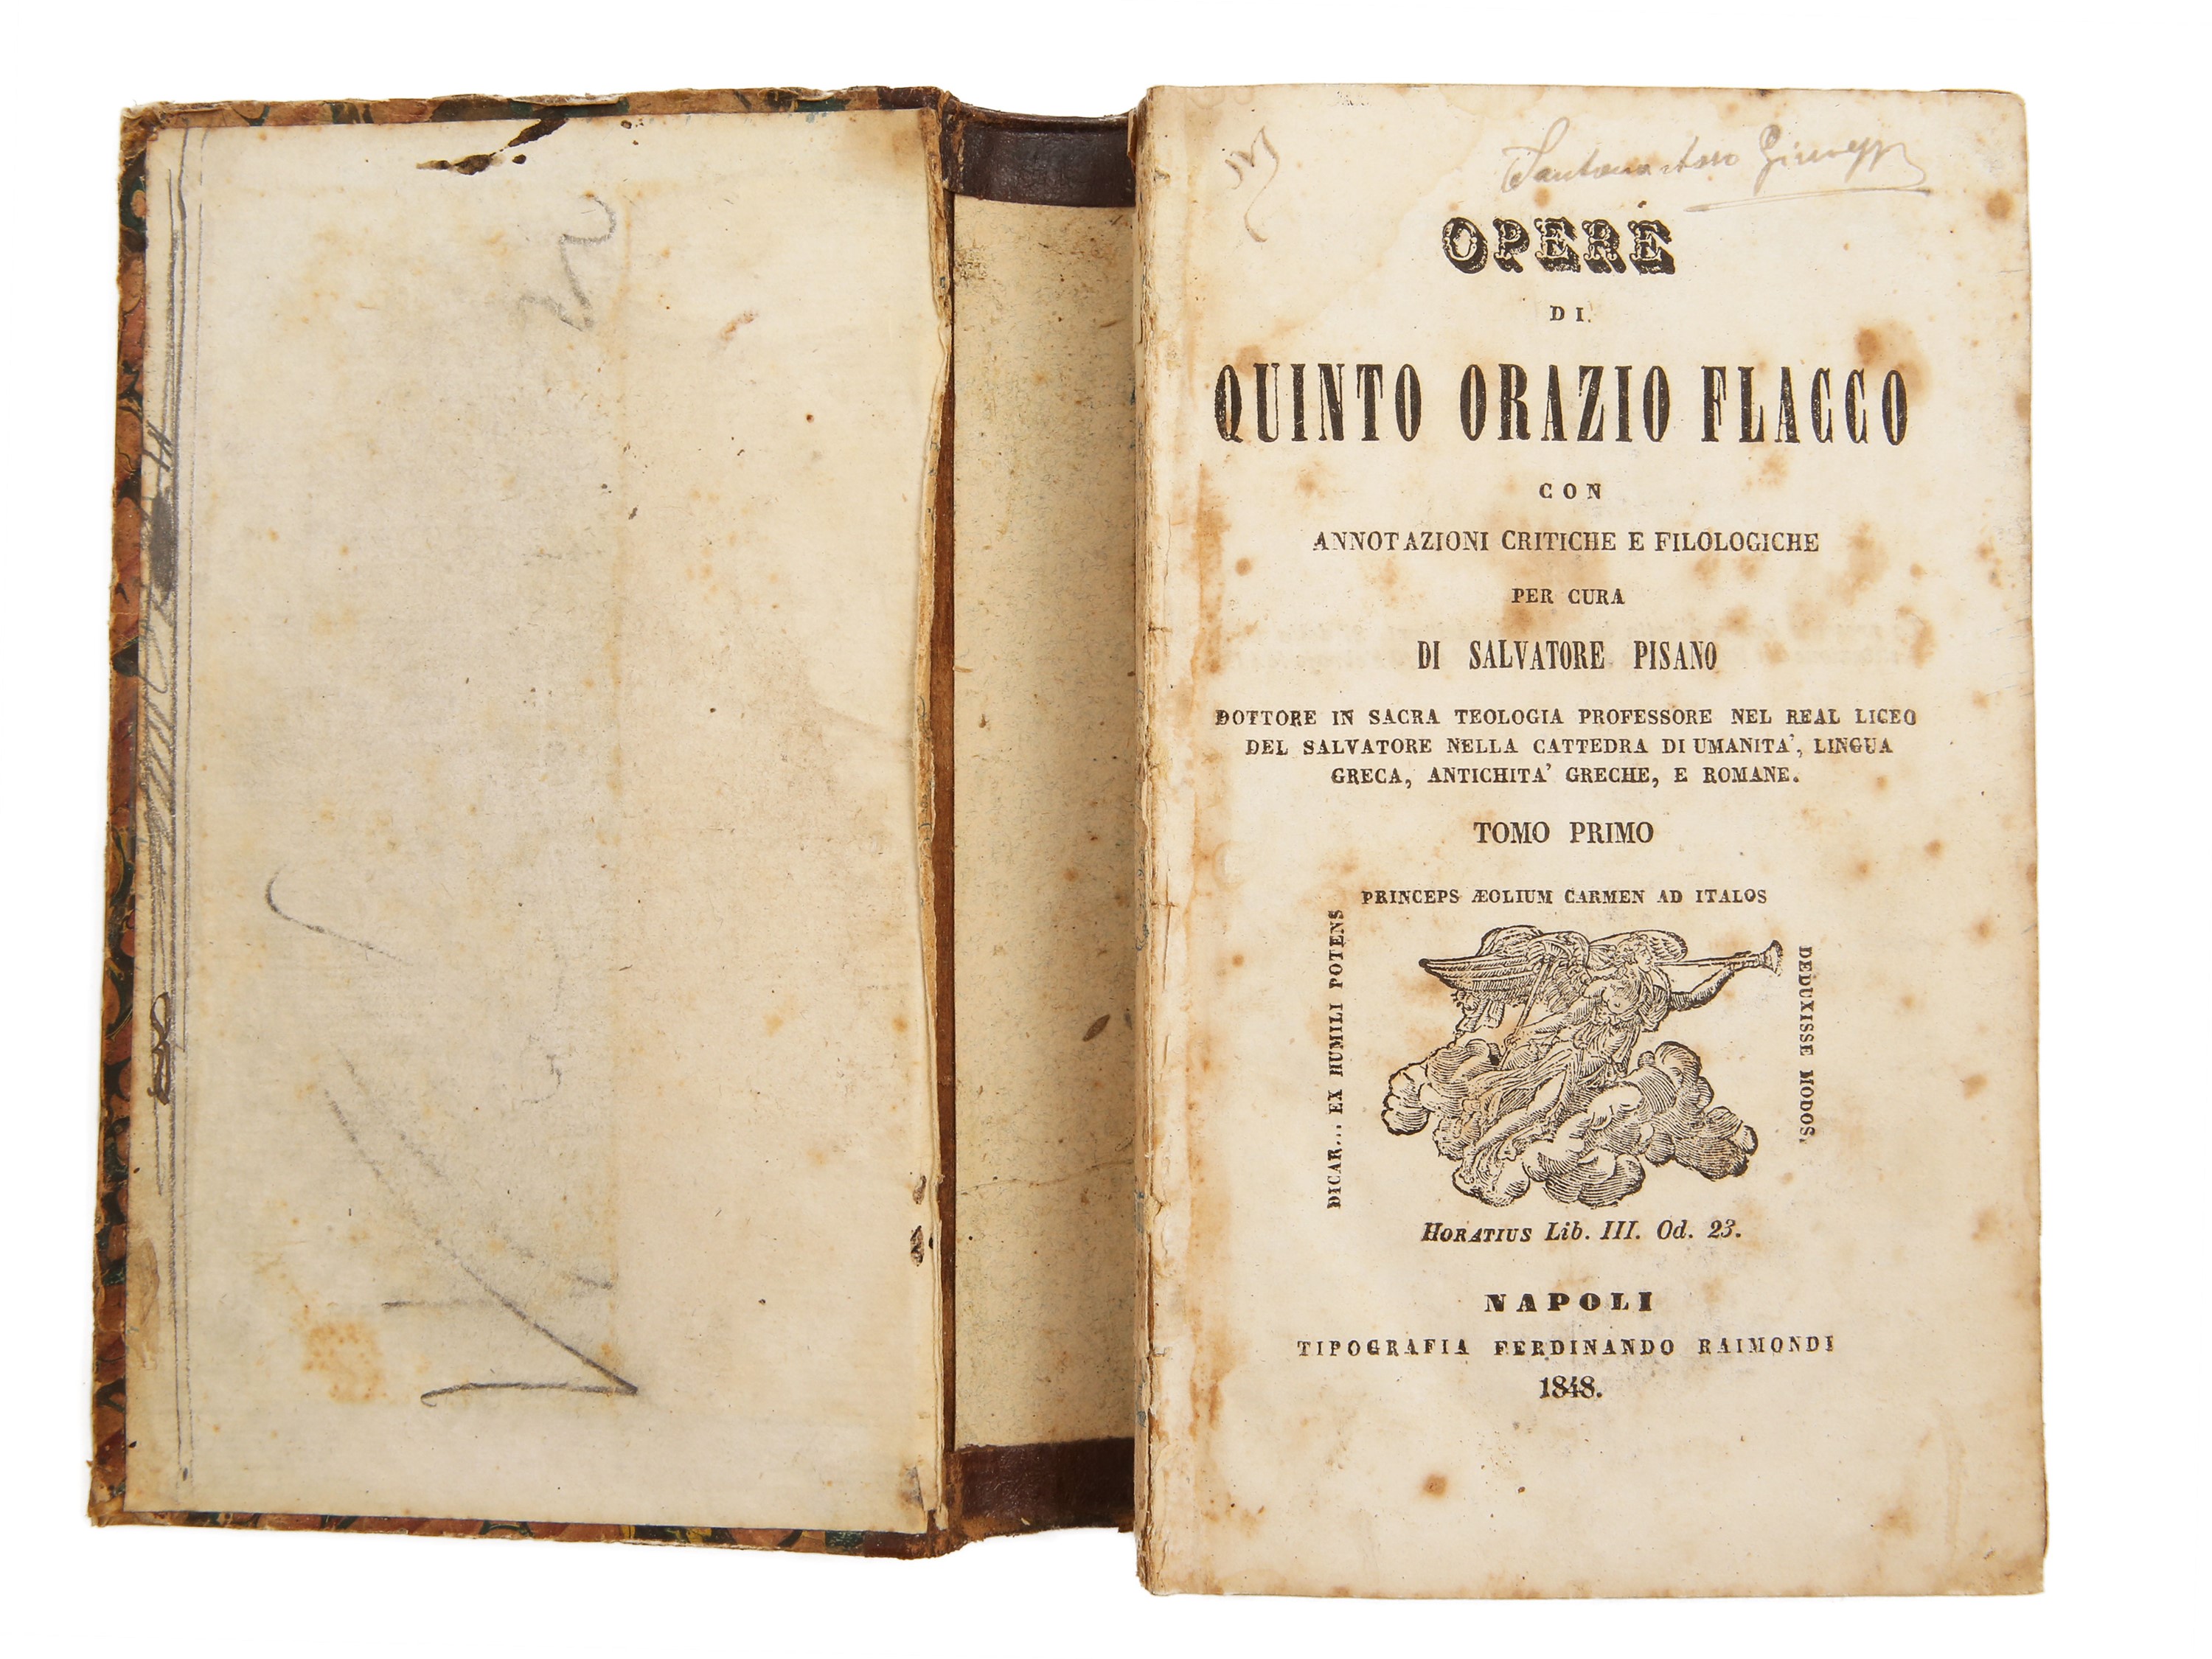 Santonastaso Giuseppe
OPERE
DI
QUINTO ORAZIO FLACCO
CON
ANNOTAZIONI CRITICHE E FILOLOGICHE
PER CURA
DI SALVATORE PISANO
DOTTORE IN SACRA TEOLOGIA PROFESSORE NEL REAL LICEO
DEL SALVATORE NELLA CATTEDRA DI UMANITA', LINGUA
GRECA, ANTICHITA' GRECHE, E ROMANE.
TOMO PRIMO
DICAR... EX HUMILI POTENS
PRINCEPS ÆOLIUM CARMEN AD ITALOS
DEDUXISSE MODOS.
HORATIUS Lib. III. Od. 23.
NAPOLI
TIPOGRAFIA FERDINANDO RAIMONDI
1848.